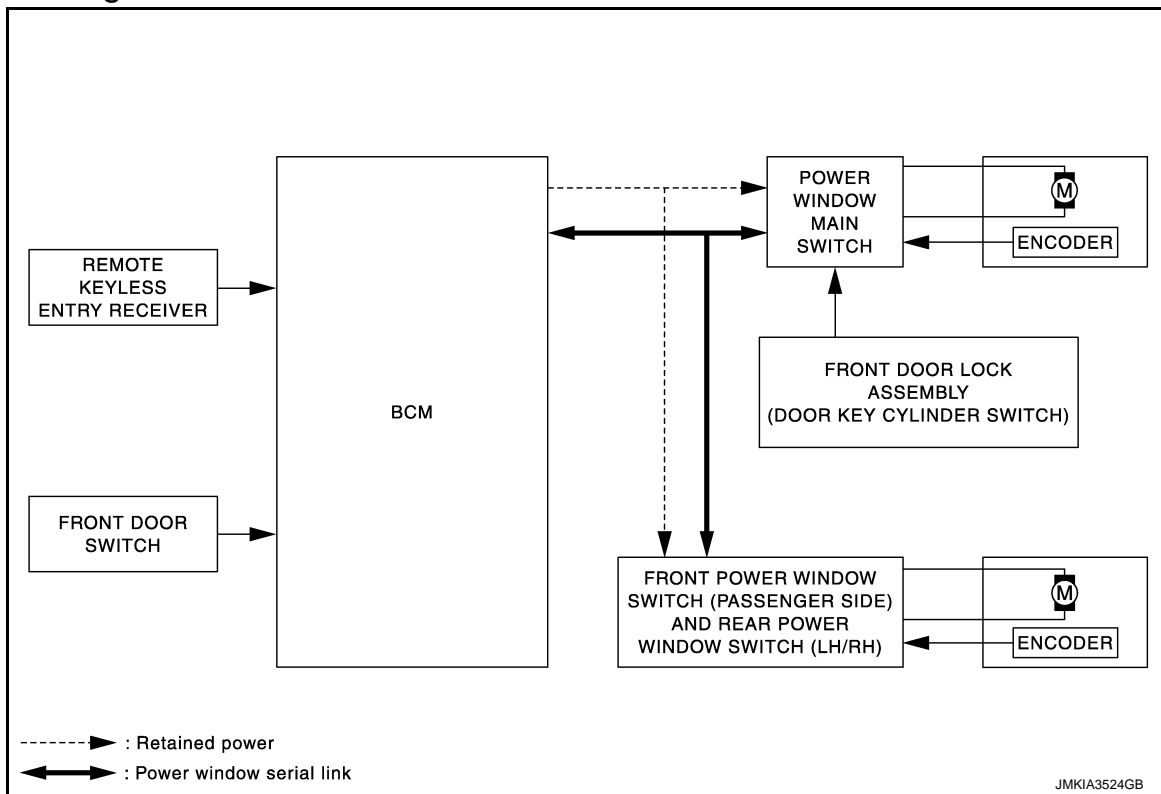 POWER
WINDOW
MAIN
SWITCH
M
ENCODER
REMOTE
KEYLESS
ENTRY RECEIVER
BCM
FRONT DOOR LOCK
ASSEMBLY
(DOOR KEY CYLINDER SWITCH)
FRONT DOOR
SWITCH
FRONT POWER WINDOW
SWITCH (PASSENGER SIDE)
AND REAR POWER
WINDOW SWITCH (LH/RH)
M
ENCODER
: Retained power
: Power window serial link
JMKIA3524GB